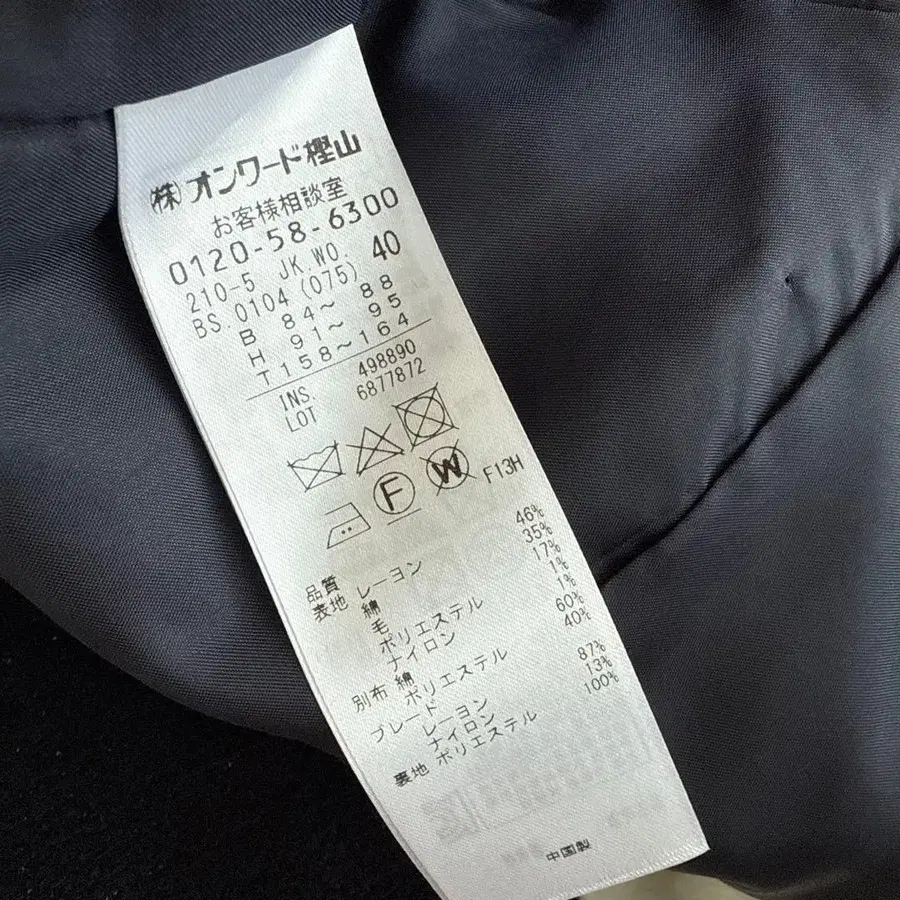 ㈱オンワード樫山
お客様相談室
0120-58-6300
210-5 JK.WO. 40
BS.0104 (075)
B 84～ 88
H 91～ 95
T158～164
INS. 498890
LOT 6877872
F W F13H
品質
表地 レーヨン 46%
綿 35%
毛 17%
ポリエステル 1%
ナイロン 1%
別布 綿 60%
ポリエステル 40%
ブレード
レーヨン 87%
ナイロン 13%
裏地 ポリエステル 100%
中国製